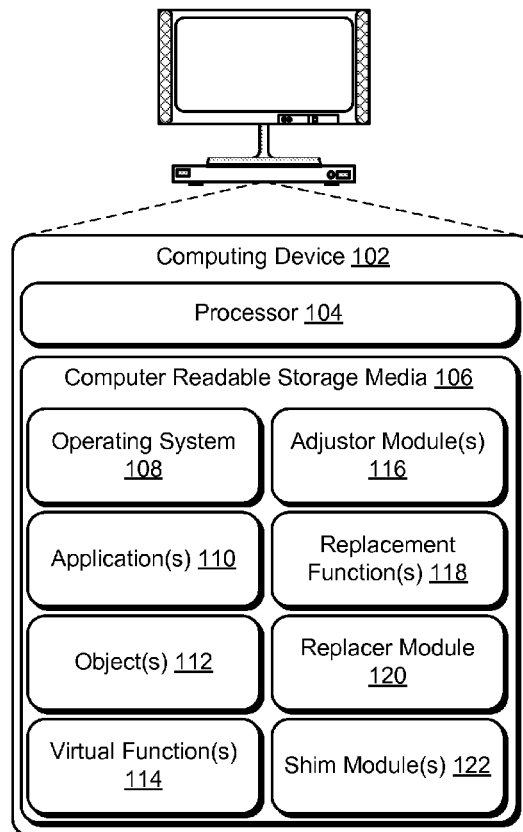 Computing Device 102
Processor 104
Computer Readable Storage Media 106
Operating System
108
Adjustor Module(s)
116
Application(s) 110
Replacement
Function(s) 118
Object(s) 112
Replacer Module
120
Virtual Function(s)
114
Shim Module(s) 122